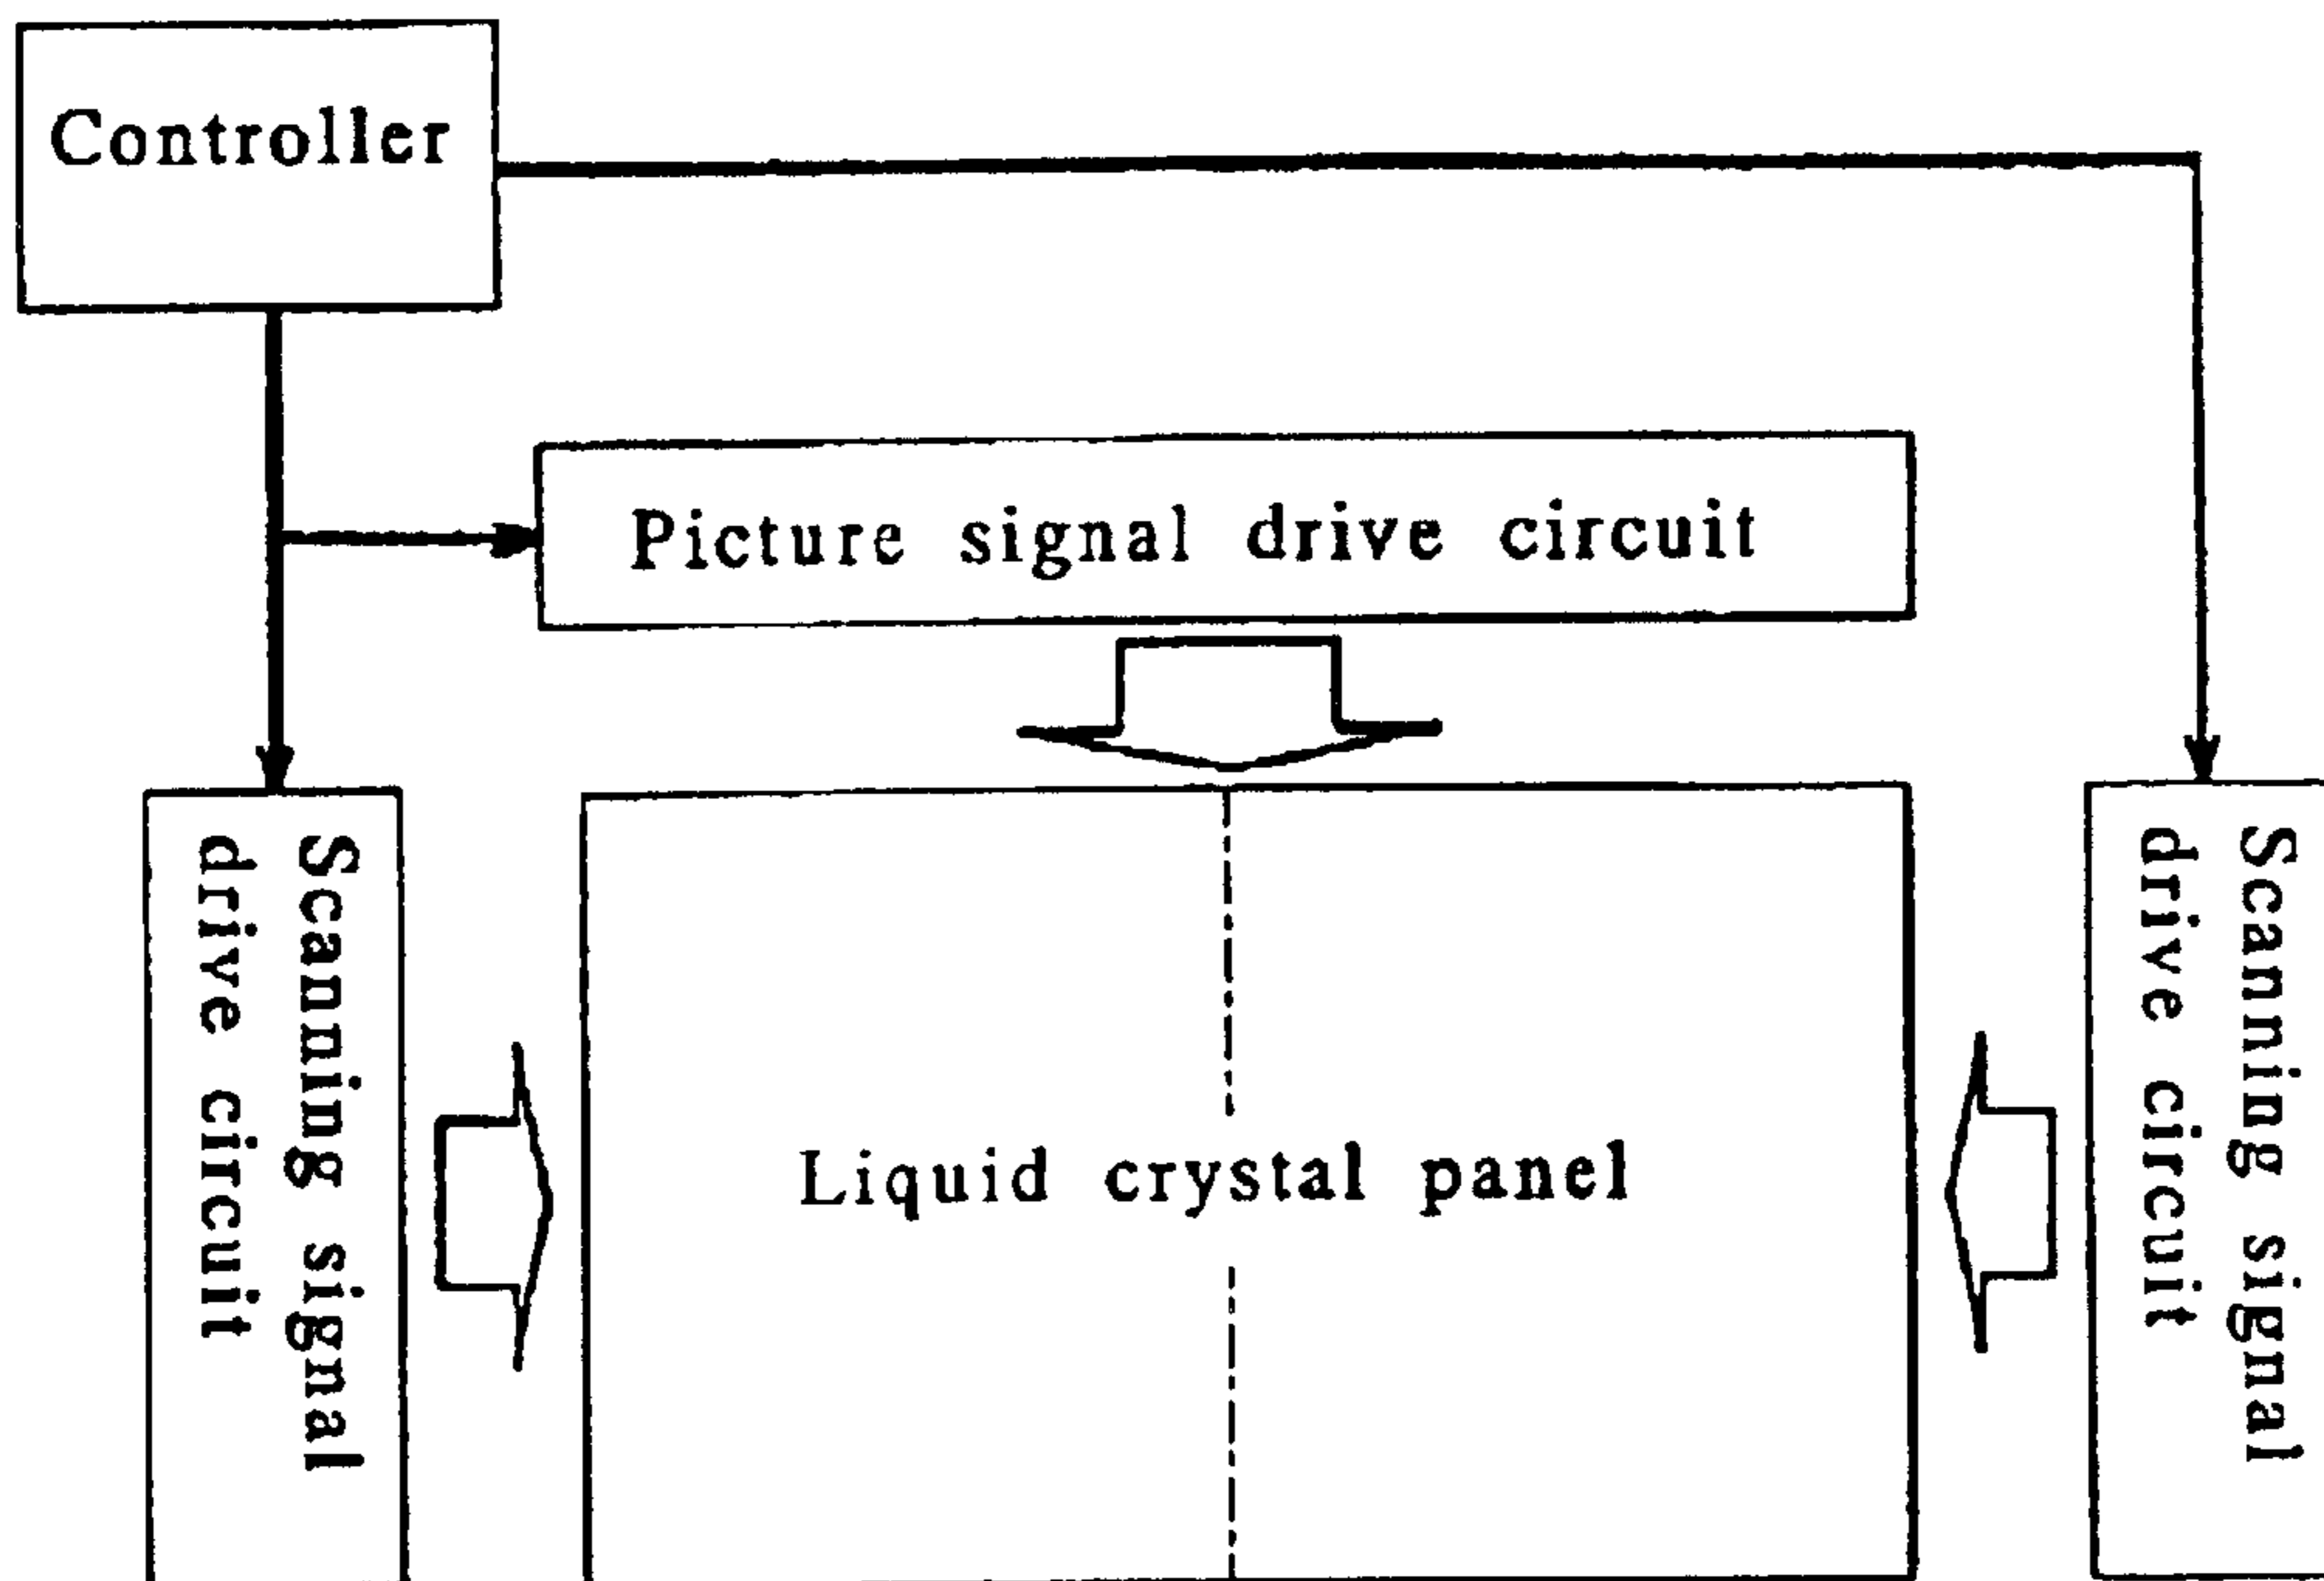 Controller
Picture signal drive circuit
Scanning signal
drive circuit
Liquid crystal panel
Scanning signal
drive circuit